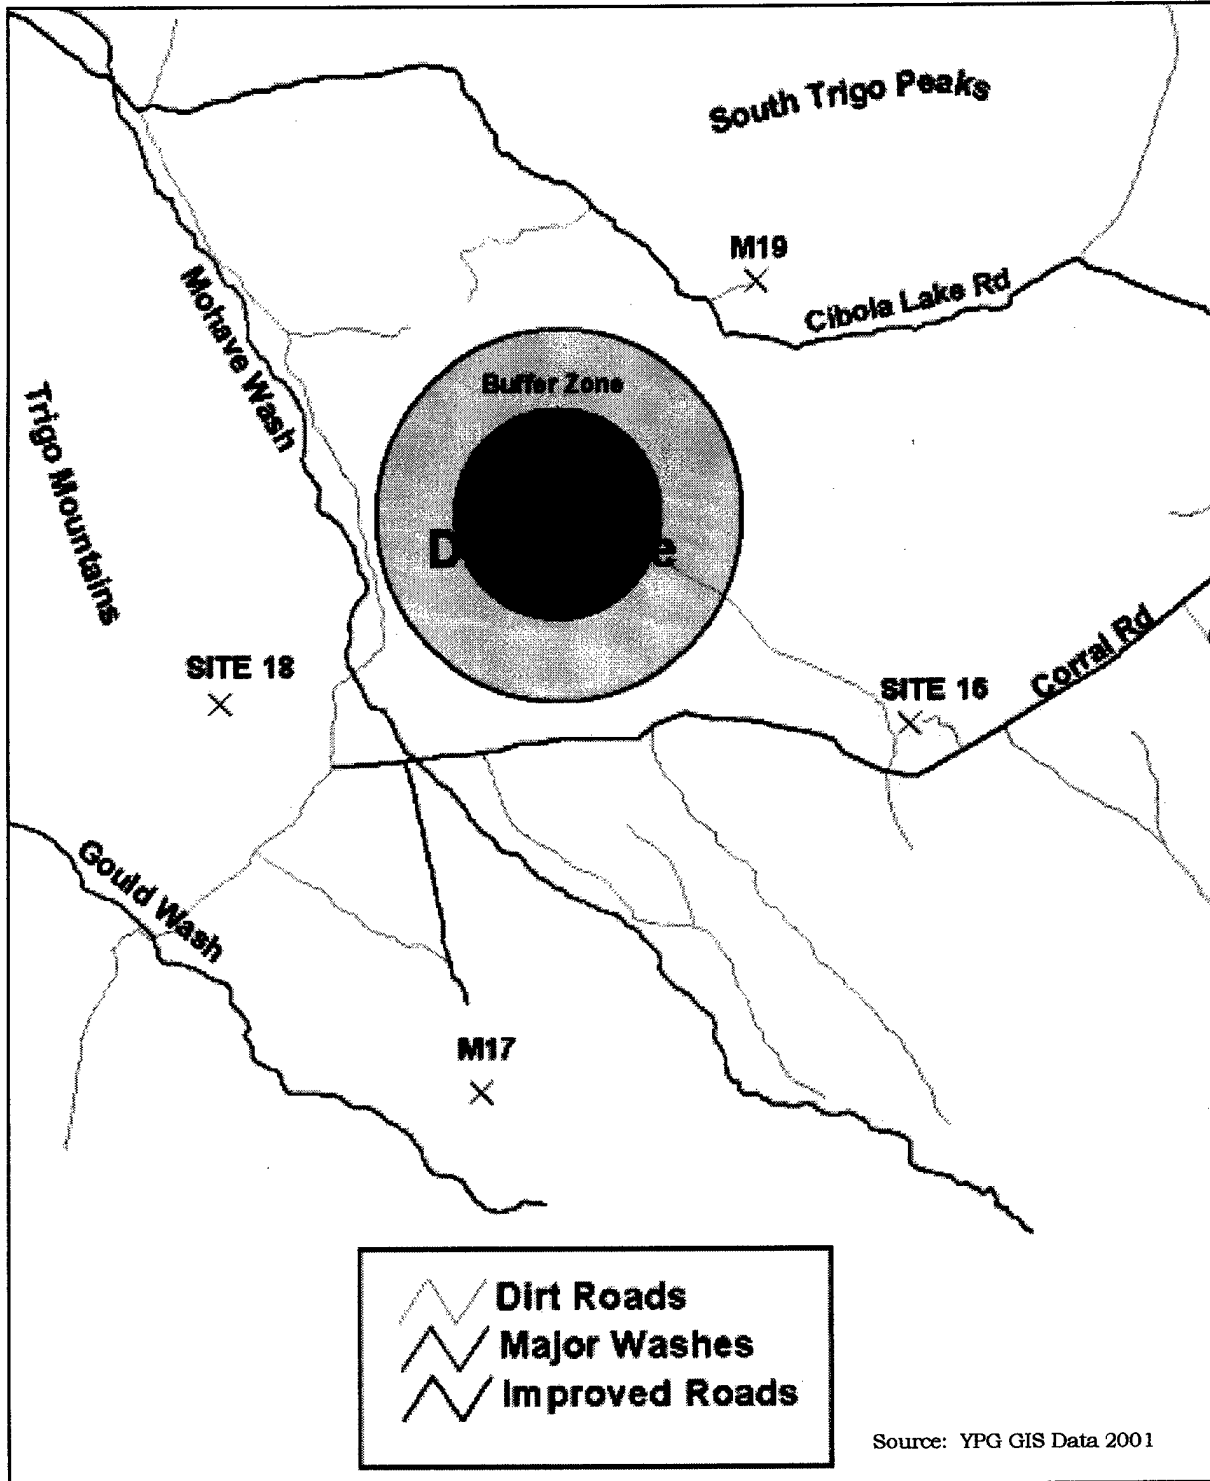 South Trigo Peaks
M19
Cibola Lake Rd
Mohave Wash
Buffer Zone
Trigo Mountains
SITE 18
SITE 15
Corral Rd
Gould Wash
M17
Dirt Roads
Major Washes
Improved Roads
Source: YPG GIS Data 2001